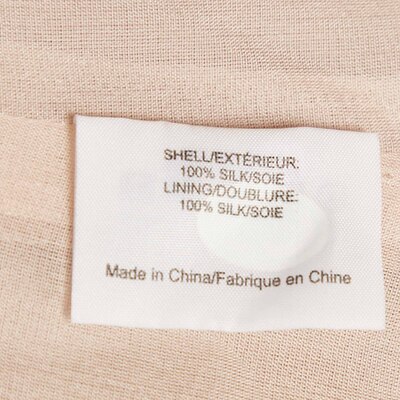 SHELL/EXTÉRIEUR:
100% SILK/SOIE
LINING/DOUBLURE:
100% SILK/SOIE
Made in China/Fabrique en Chine